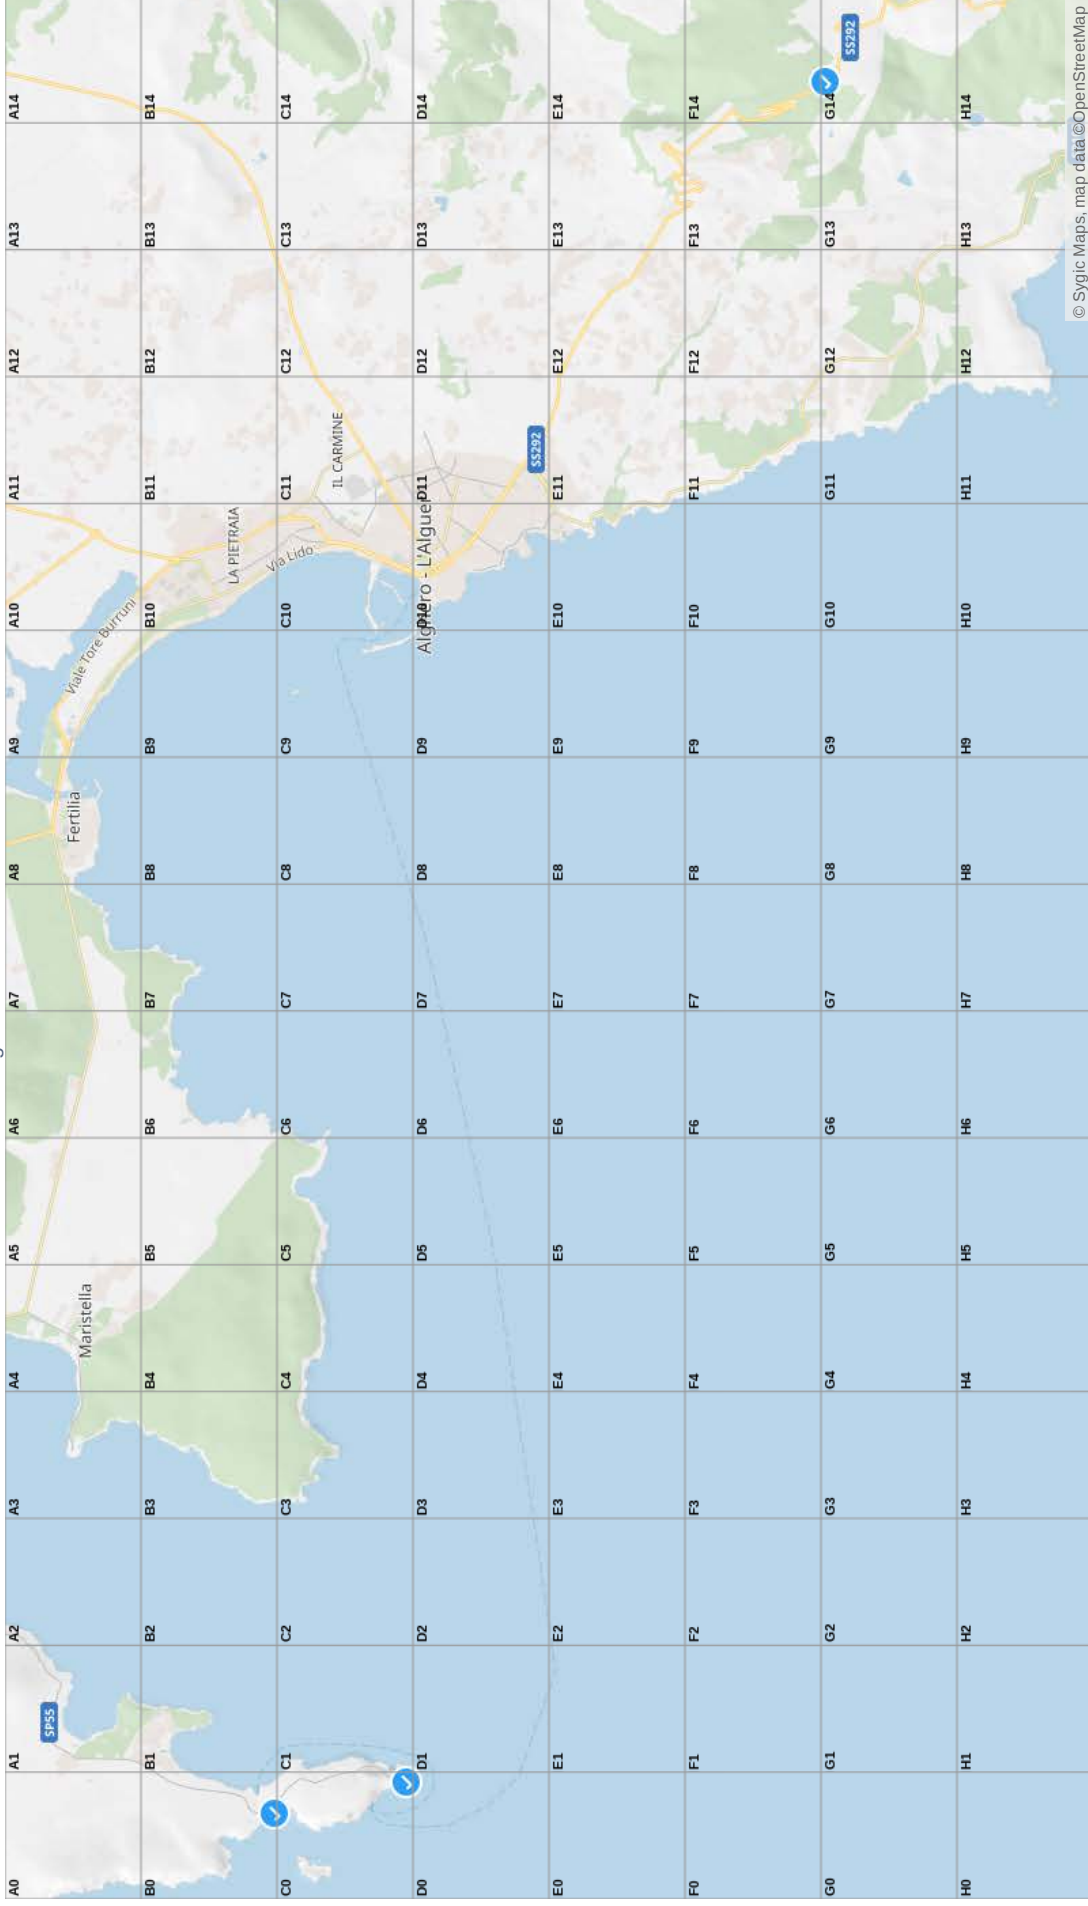 A0 A1 A2 A3 A4 A5 A6 A7 A8 A9 A10 A11 A12 A13 A14
SP55
Maristella
Fertilia
Viale Tore Burruni
B0 B1 B2 B3 B4 B5 B6 B7 B8 B9 B10 B11 B12 B13 B14
LA PIETRAIA
Via Lido
C0 C1 C2 C3 C4 C5 C6 C7 C8 C9 C10 C11 C12 C13 C14
IL CARMINE
D0 D1 D2 D3 D4 D5 D6 D7 D8 D9 D10 D11 D12 D13 D14
Alghero - L'Alguer
SS292
E0 E1 E2 E3 E4 E5 E6 E7 E8 E9 E10 E11 E12 E13 E14
F0 F1 F2 F3 F4 F5 F6 F7 F8 F9 F10 F11 F12 F13 F14
G0 G1 G2 G3 G4 G5 G6 G7 G8 G9 G10 G11 G12 G13 G14
SS292
H0 H1 H2 H3 H4 H5 H6 H7 H8 H9 H10 H11 H12 H13 H14
© Sygic Maps, map data ©OpenStreetMap